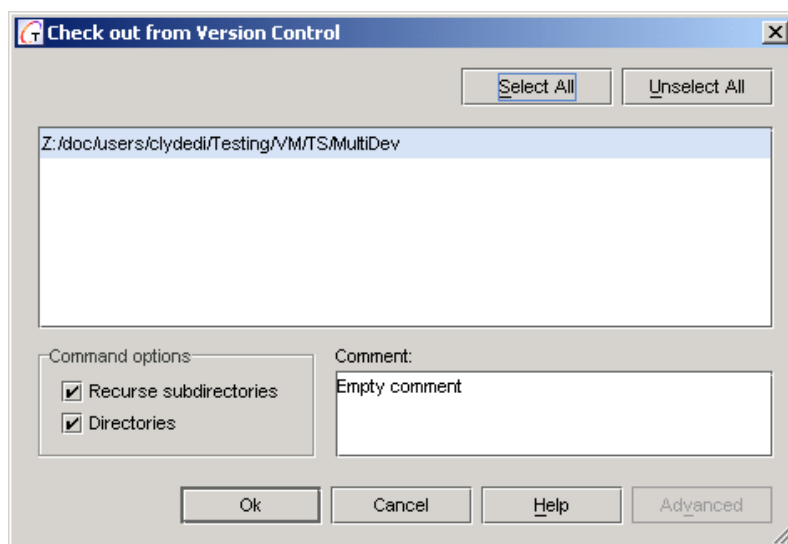 Check out from Version Control
Select All
Unselect All
Z:/doc/users/clydedi/Testing/VM/TS/MultiDev
Command options
Recurse subdirectories
Directories
Comment:
Empty comment
Ok
Cancel
Help
Advanced